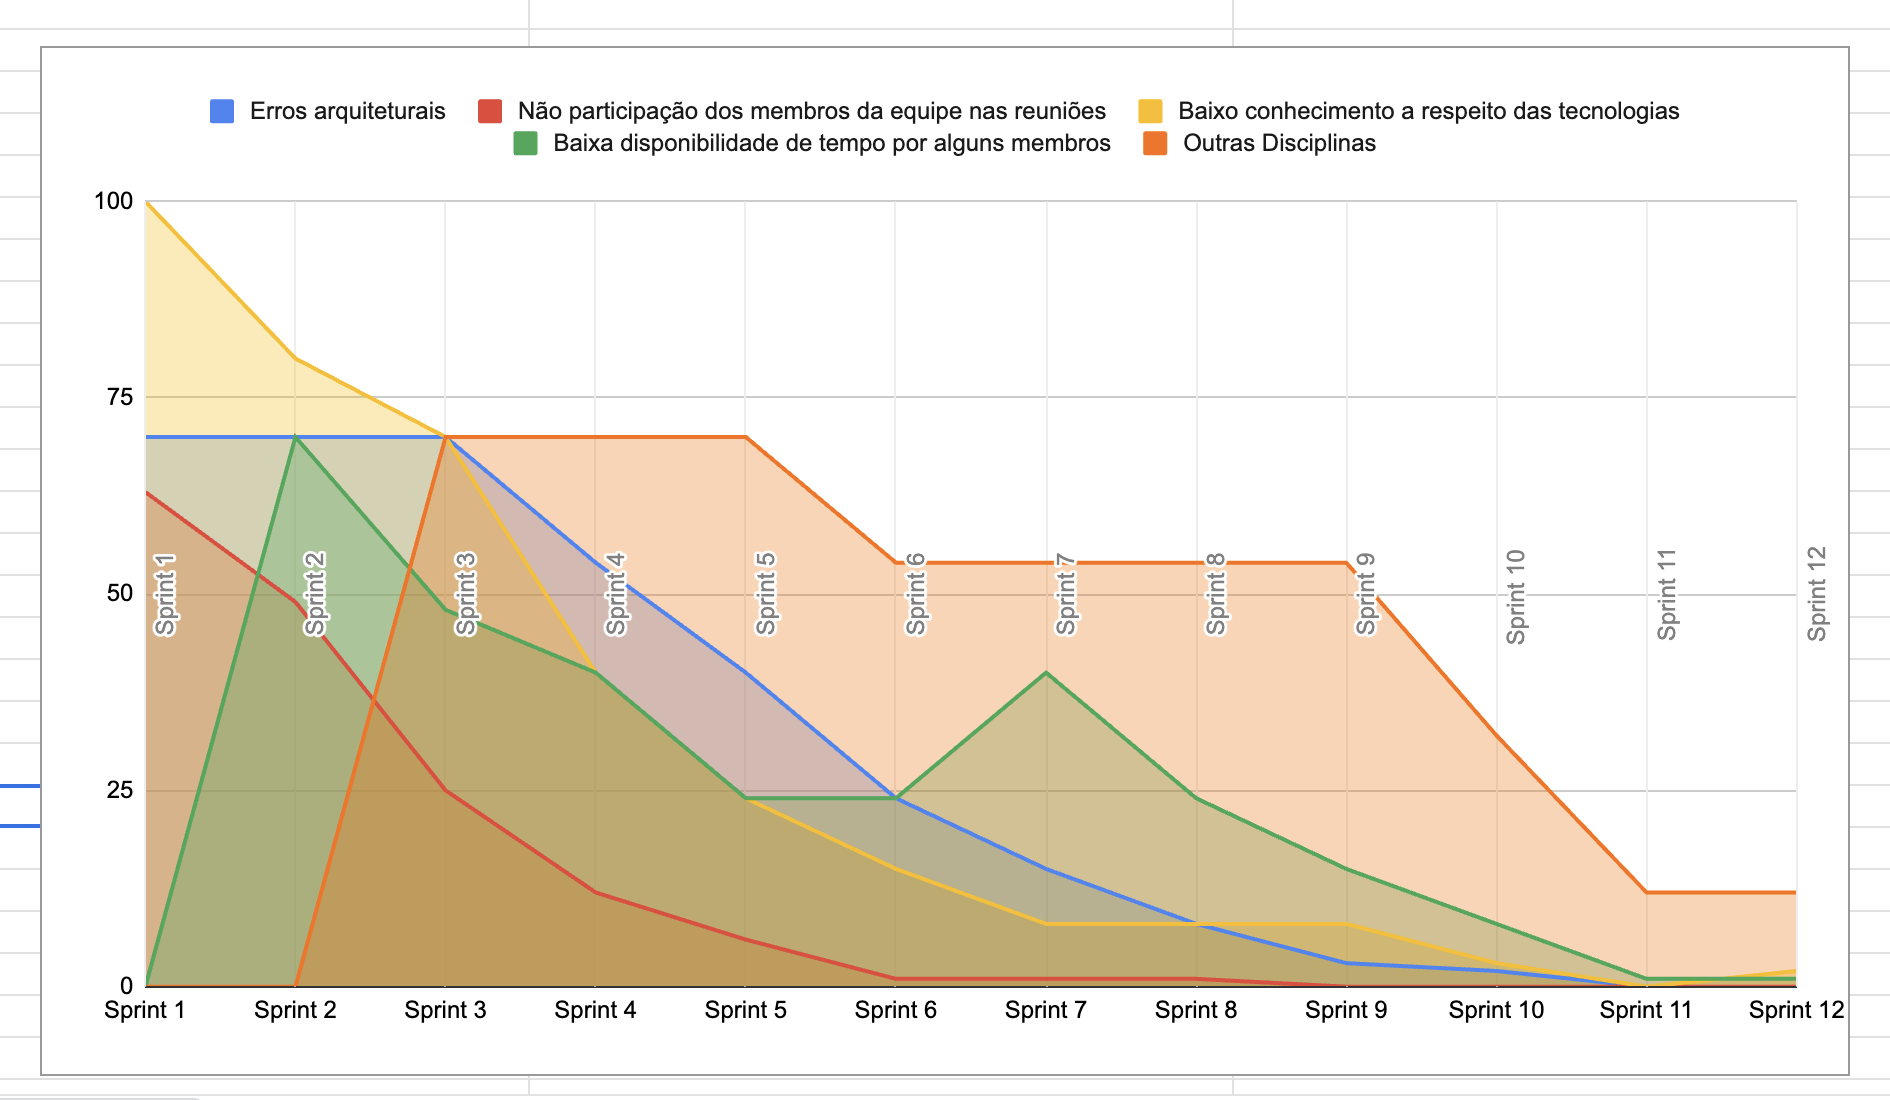 Erros arquiteturais Não participação dos membros da equipe nas reuniões Baixo conhecimento a respeito das tecnologias
Baixa disponibilidade de tempo por alguns membros Outras Disciplinas
100
75
50
25
0
Sprint 1 Sprint 2 Sprint 3 Sprint 4 Sprint 5 Sprint 6 Sprint 7 Sprint 8 Sprint 9 Sprint 10 Sprint 11 Sprint 12
Sprint 1 Sprint 2 Sprint 3 Sprint 4 Sprint 5 Sprint 6 Sprint 7 Sprint 8 Sprint 9 Sprint 10 Sprint 11 Sprint 12